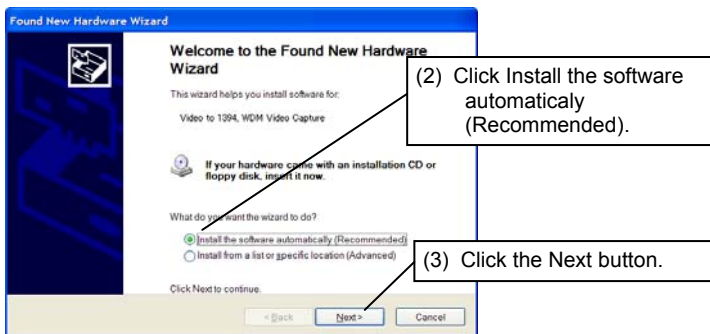 Found New Hardware Wizard
Welcome to the Found New Hardware
Wizard
This wizard helps you install software for:
Video to 1394, WDM Video Capture
If your hardware came with an installation CD or
floppy disk, insert it now.
What do you want the wizard to do?
Install the software automatically (Recommended)
Install from a list or specific location (Advanced)
Click Next to continue.
< Back Next > Cancel
(2) Click Install the software
automaticaly
(Recommended).
(3) Click the Next button.